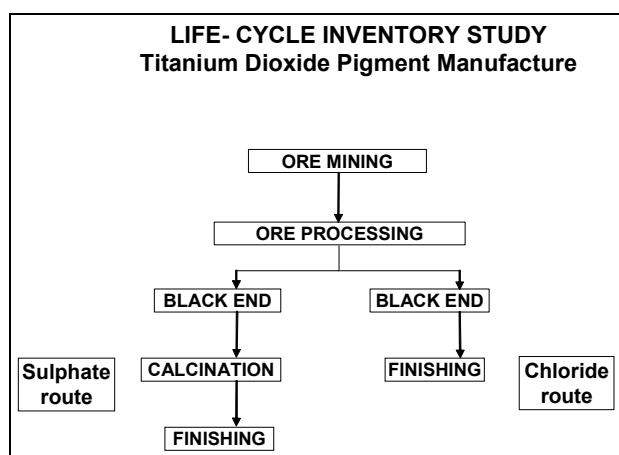 LIFE- CYCLE INVENTORY STUDY
Titanium Dioxide Pigment Manufacture
ORE MINING
ORE PROCESSING
BLACK END
BLACK END
Sulphate
route
CALCINATION
FINISHING
Chloride
route
FINISHING